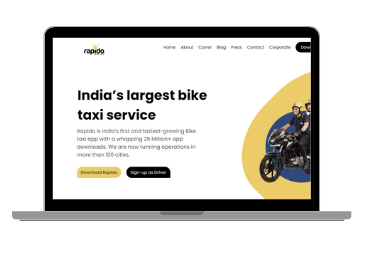 rapido
Home About Career Blog Press Contact Corporate Dow
India's largest bike
taxi service
Rapido is India's first and fastest-growing Bike
taxi app with a whopping 25 Million+ app
downloads. We are now running operations in
more than 100 cities.
Download Rapido Sign-up as Driver